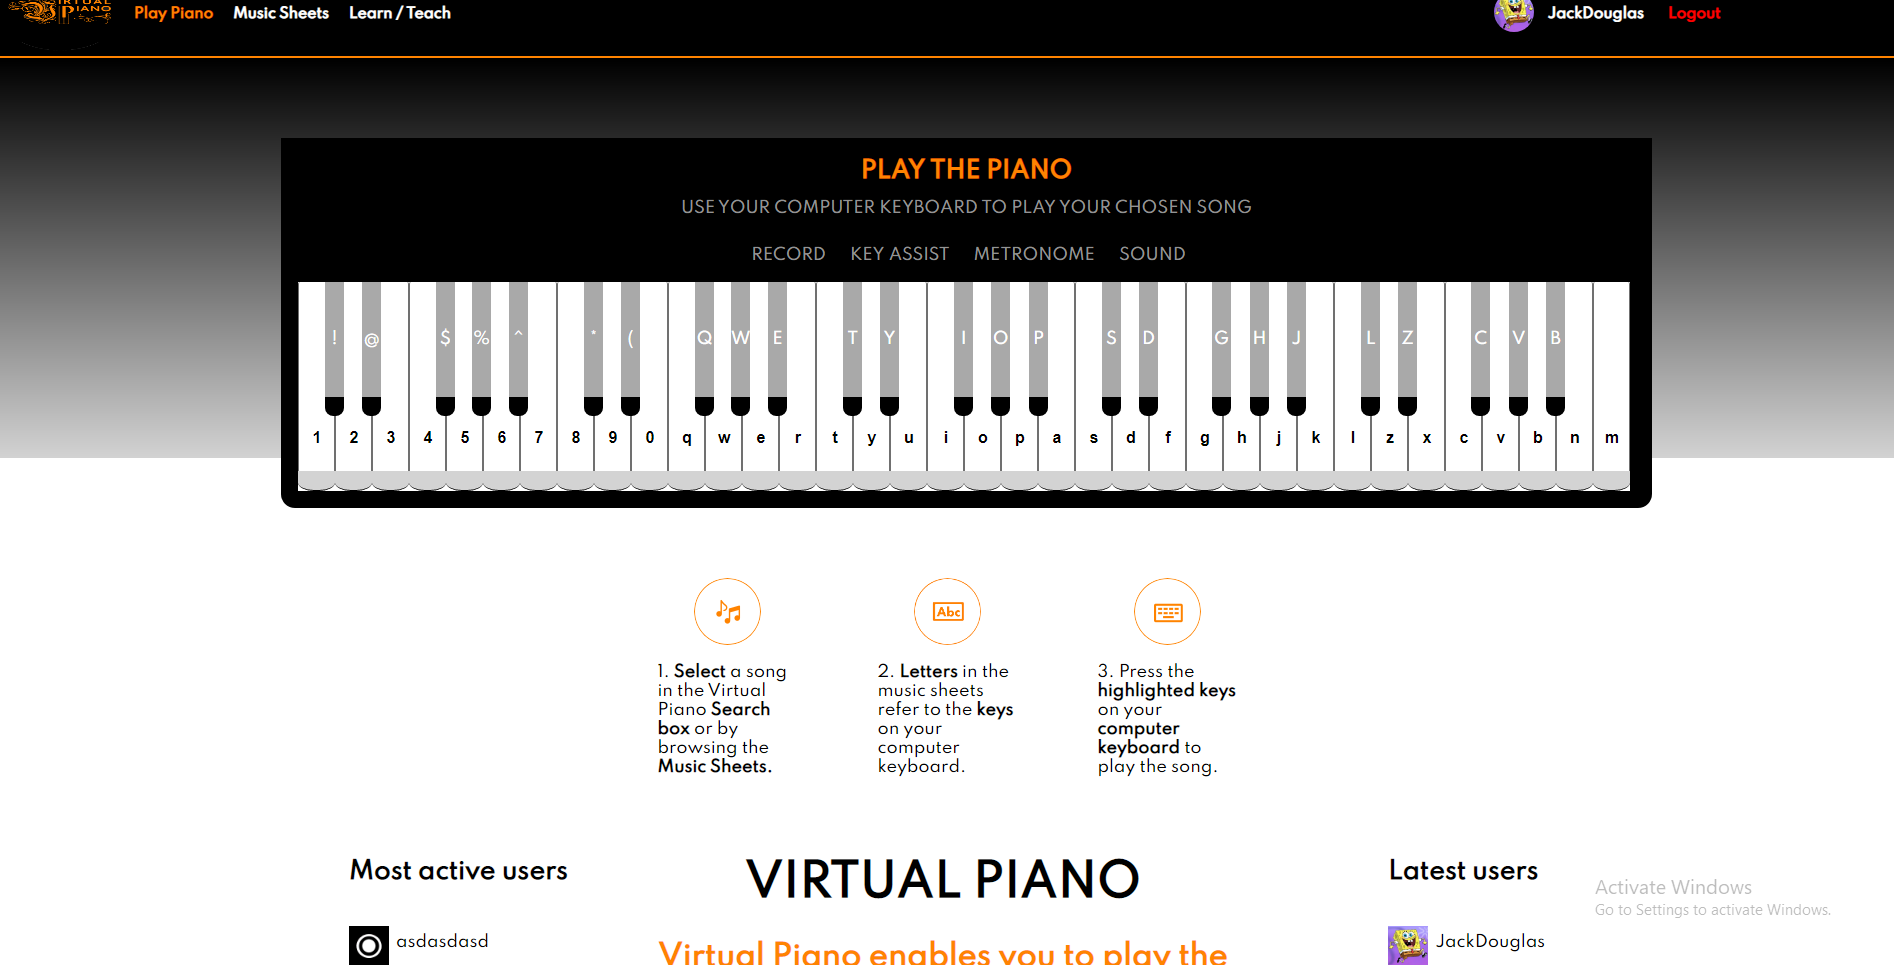 VIRTUAL
PIANO
Play Piano Music Sheets Learn / Teach JackDouglas Logout
PLAY THE PIANO
USE YOUR COMPUTER KEYBOARD TO PLAY YOUR CHOSEN SONG
RECORD KEY ASSIST METRONOME SOUND
! @ $ % ^ * ( Q W E T Y I O P S D G H J L Z C V B
1 2 3 4 5 6 7 8 9 0 q w e r t y u i o p a s d f g h j k l z x c v b n m
Abc
1. Select a song
in the Virtual
Piano Search
box or by
browsing the
Music Sheets.
2. Letters in the
music sheets
refer to the keys
on your
computer
keyboard.
3. Press the
highlighted keys
on your
computer
keyboard to
play the song.
Most active users
asdasdasd
VIRTUAL PIANO
Virtual Piano enables you to play the
Latest users
JackDouglas
Activate Windows
Go to Settings to activate Windows.